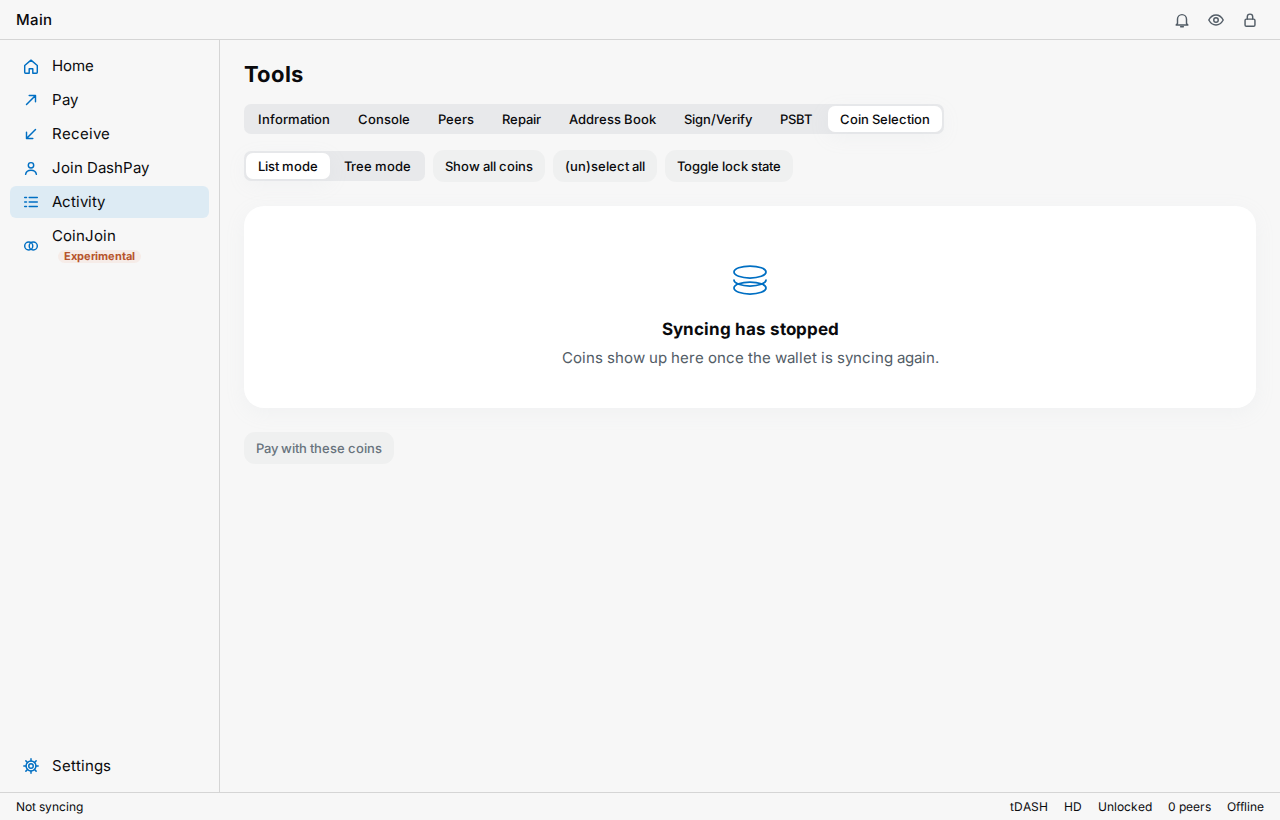 Main
Home
Pay
Receive
Join DashPay
Activity
CoinJoin
Experimental
Settings
Tools
Information Console Peers Repair Address Book Sign/Verify PSBT Coin Selection
List mode Tree mode Show all coins (un)select all Toggle lock state
Syncing has stopped
Coins show up here once the wallet is syncing again.
Pay with these coins
Not syncing tDASH HD Unlocked 0 peers Offline